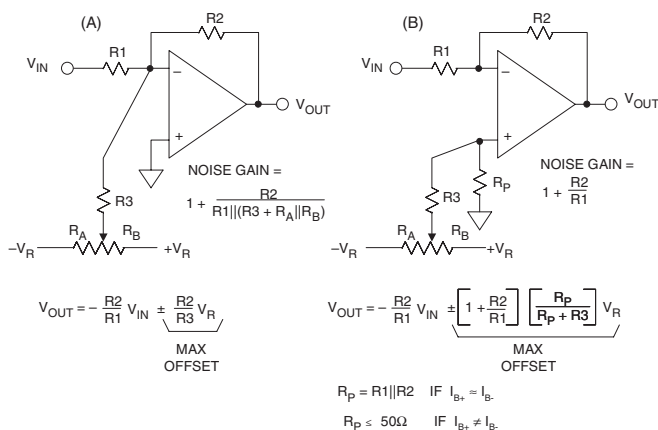 (A)
R2
R1
V_IN
−
+
V_OUT
NOISE GAIN =
1 + R2 / R1||(R3 + R_A||R_B)
R3
R_A
R_B
−V_R
+V_R
V_OUT = − R2/R1 V_IN ± R2/R3 V_R
MAX
OFFSET
(B)
R2
R1
V_IN
−
+
V_OUT
NOISE GAIN =
1 + R2/R1
R3
R_P
R_A
R_B
−V_R
+V_R
V_OUT = − R2/R1 V_IN ± [1 + R2/R1] [R_P / R_P + R3] V_R
MAX
OFFSET
R_P = R1||R2 IF I_B+ ≈ I_B-
R_P ≤ 50Ω IF I_B+ ≠ I_B-